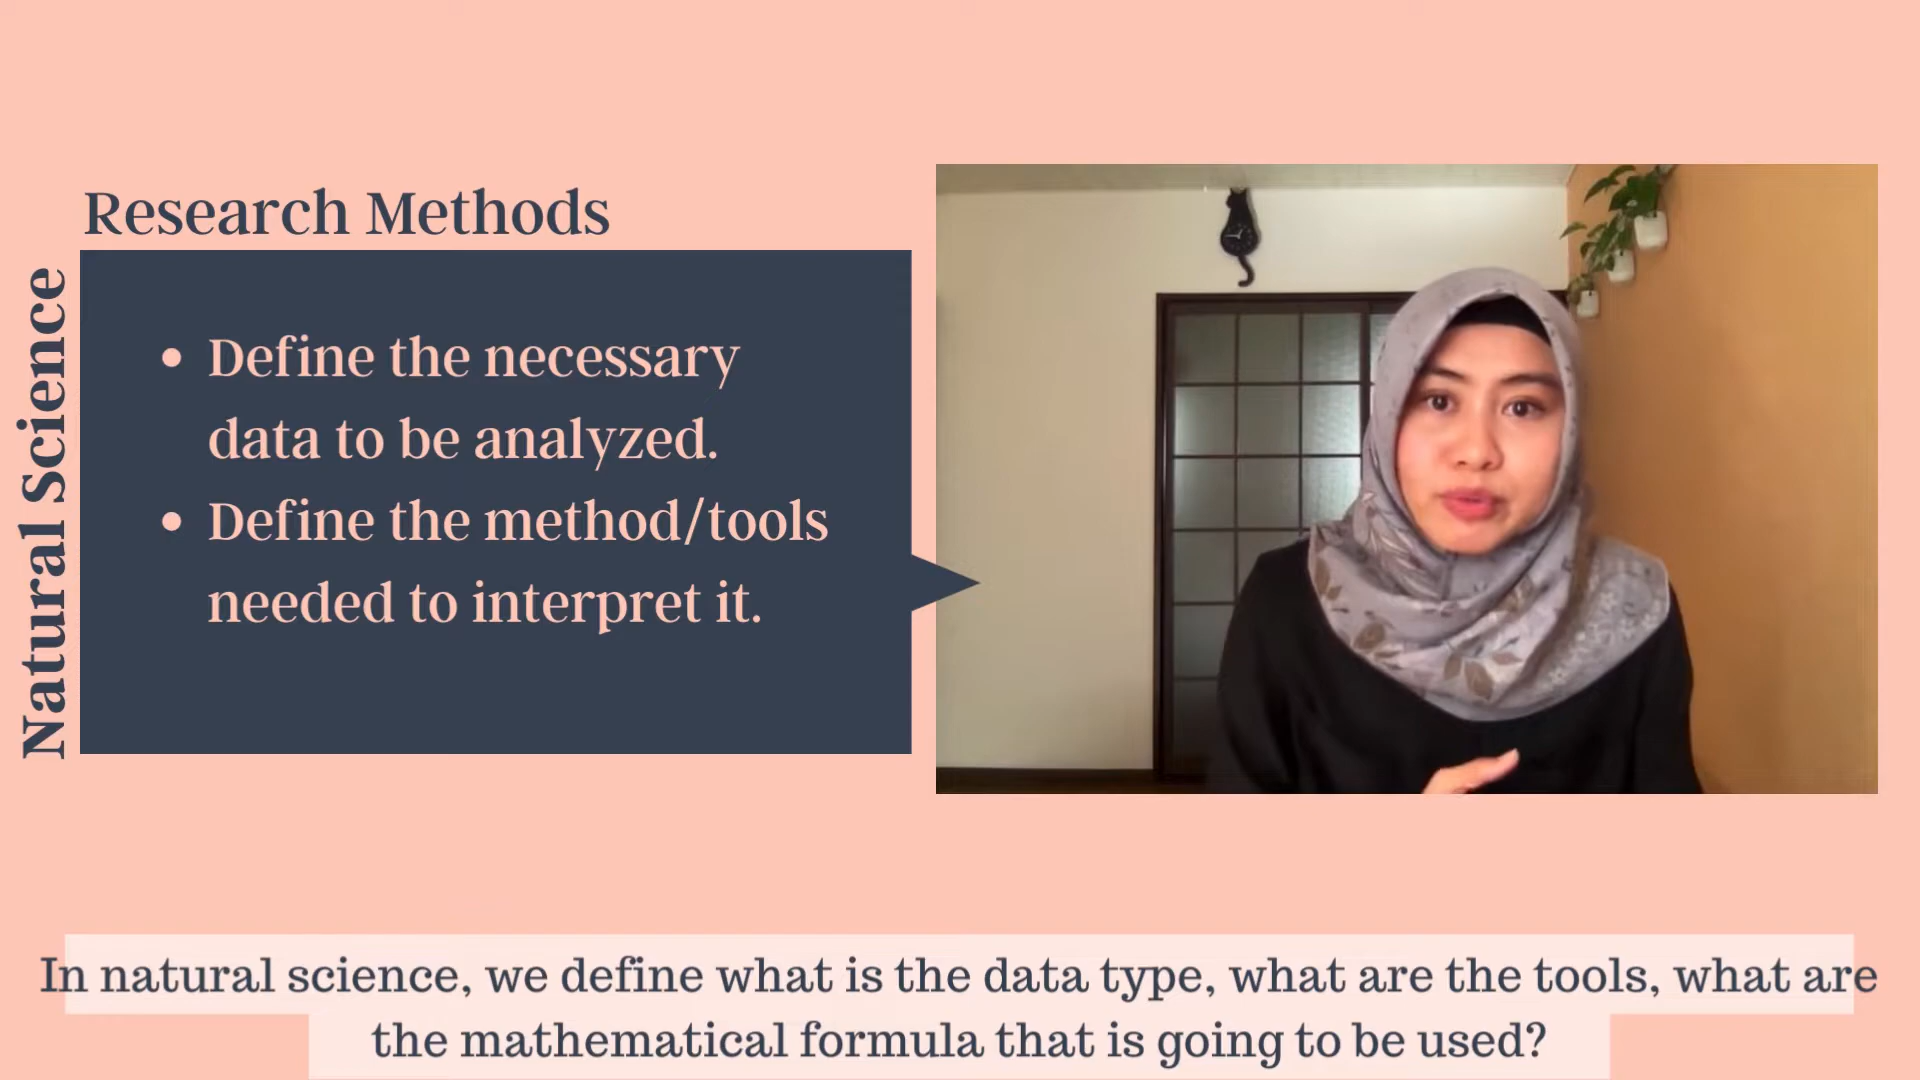 Research Methods
Natural Science
• Define the necessary
data to be analyzed.
• Define the method/tools
needed to interpret it.
In natural science, we define what is the data type, what are the tools, what are
the mathematical formula that is going to be used?